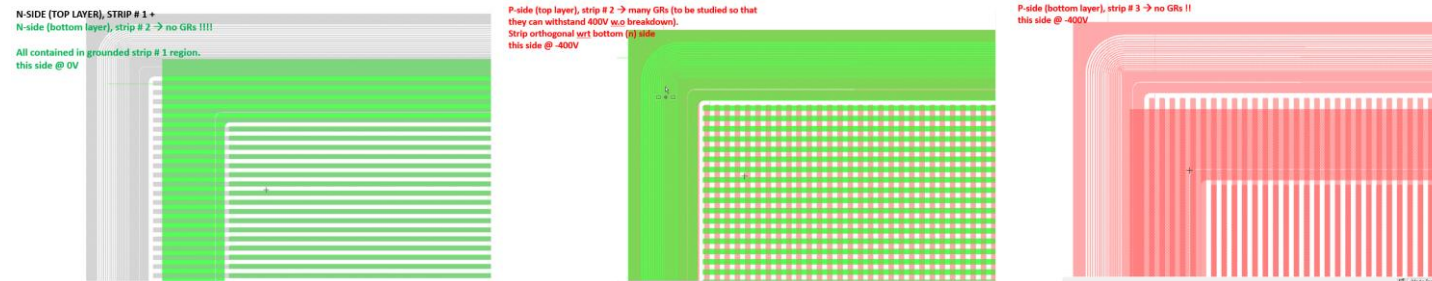 N-SIDE (TOP LAYER), STRIP # 1 +
N-side (bottom layer), strip # 2 → no GRs !!!!
All contained in grounded strip # 1 region.
this side @ 0V
P-side (top layer), strip # 2 → many GRs (to be studied so that
they can withstand 400V w.o breakdown).
Strip orthogonal wrt bottom (n) side
this side @ -400V
P-side (bottom layer), strip # 3 → no GRs !!
this side @ -400V